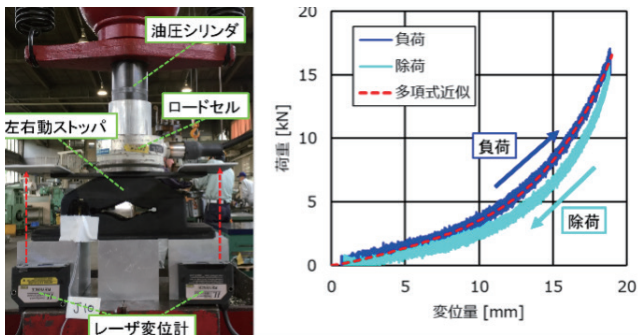 油圧シリンダ
ロードセル
左右動ストッパ
J10
レーザ変位計
負荷
除荷
多項式近似
荷重 [kN]
20
15
10
5
0
負荷
除荷
0
5
10
15
20
変位量 [mm]